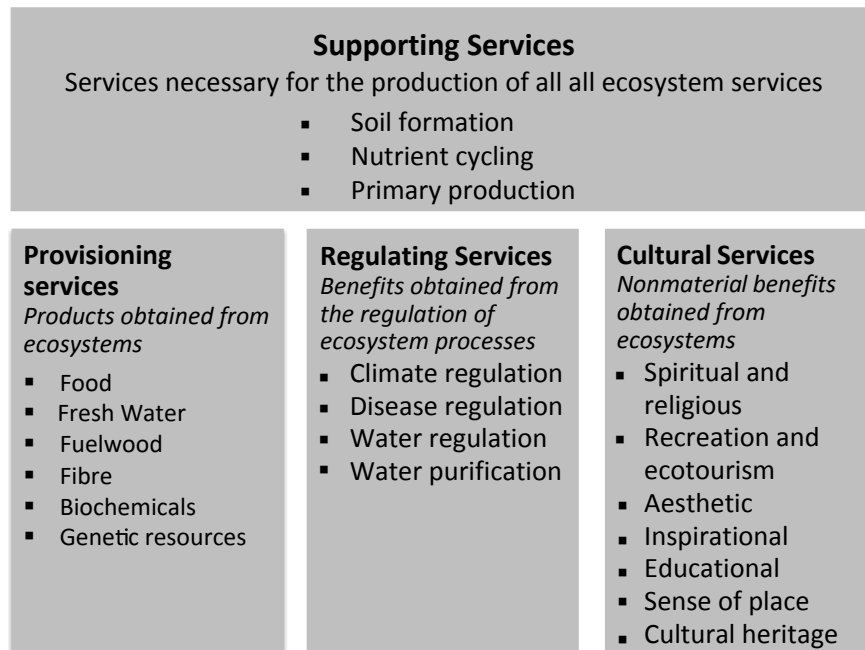 Supporting Services
Services necessary for the production of all all ecosystem services
▪ Soil formation
▪ Nutrient cycling
▪ Primary production
Provisioning
services
Products obtained from
ecosystems
▪ Food
▪ Fresh Water
▪ Fuelwood
▪ Fibre
▪ Biochemicals
▪ Genetic resources
Regulating Services
Benefits obtained from
the regulation of
ecosystem processes
▪ Climate regulation
▪ Disease regulation
▪ Water regulation
▪ Water purification
Cultural Services
Nonmaterial benefits
obtained from
ecosystems
▪ Spiritual and
religious
▪ Recreation and
ecotourism
▪ Aesthetic
▪ Inspirational
▪ Educational
▪ Sense of place
▪ Cultural heritage